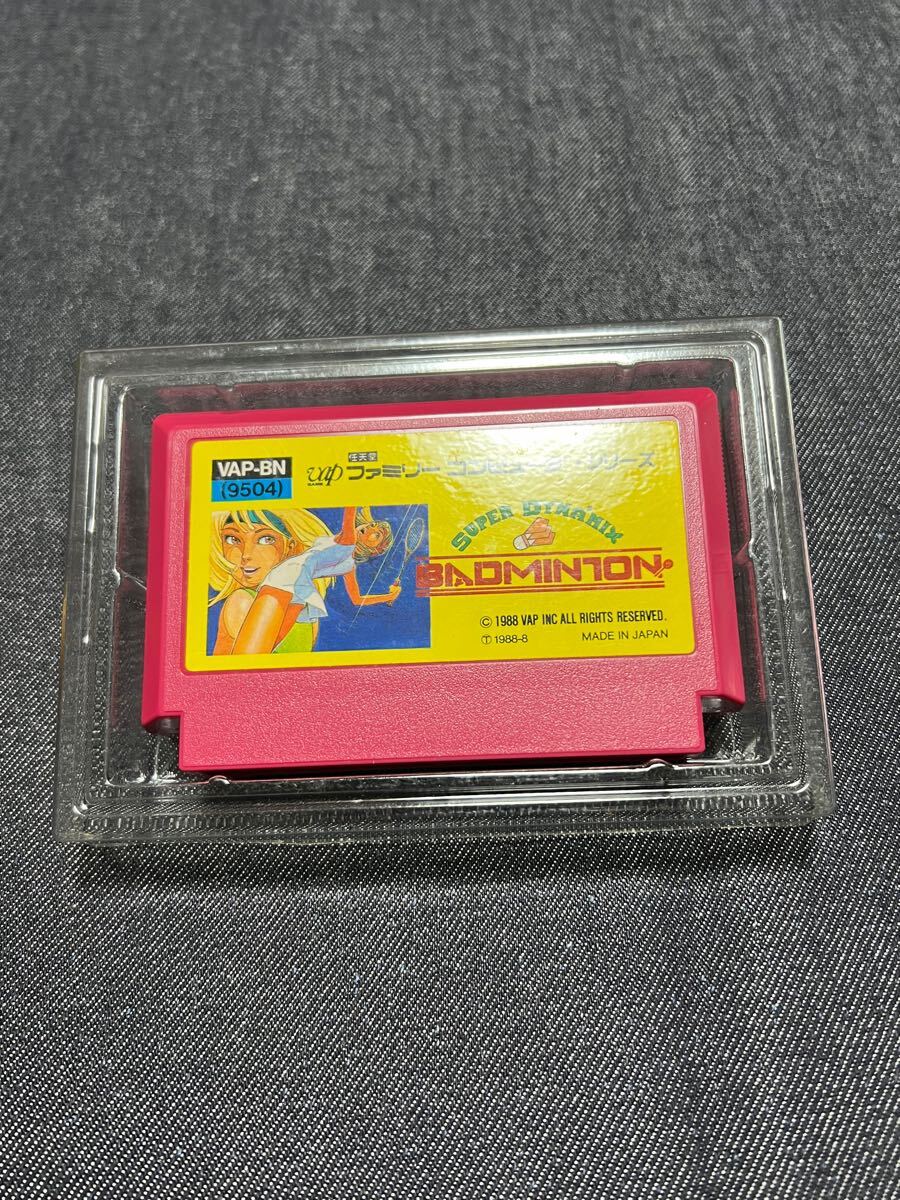 VAP-BN
(9504)
任天堂
vap ファミリー コンピュータ シリーズ
GAME
SUPER DYNAMIX
BADMINTON
© 1988 VAP INC ALL RIGHTS RESERVED.
Ⓣ 1988-8 MADE IN JAPAN